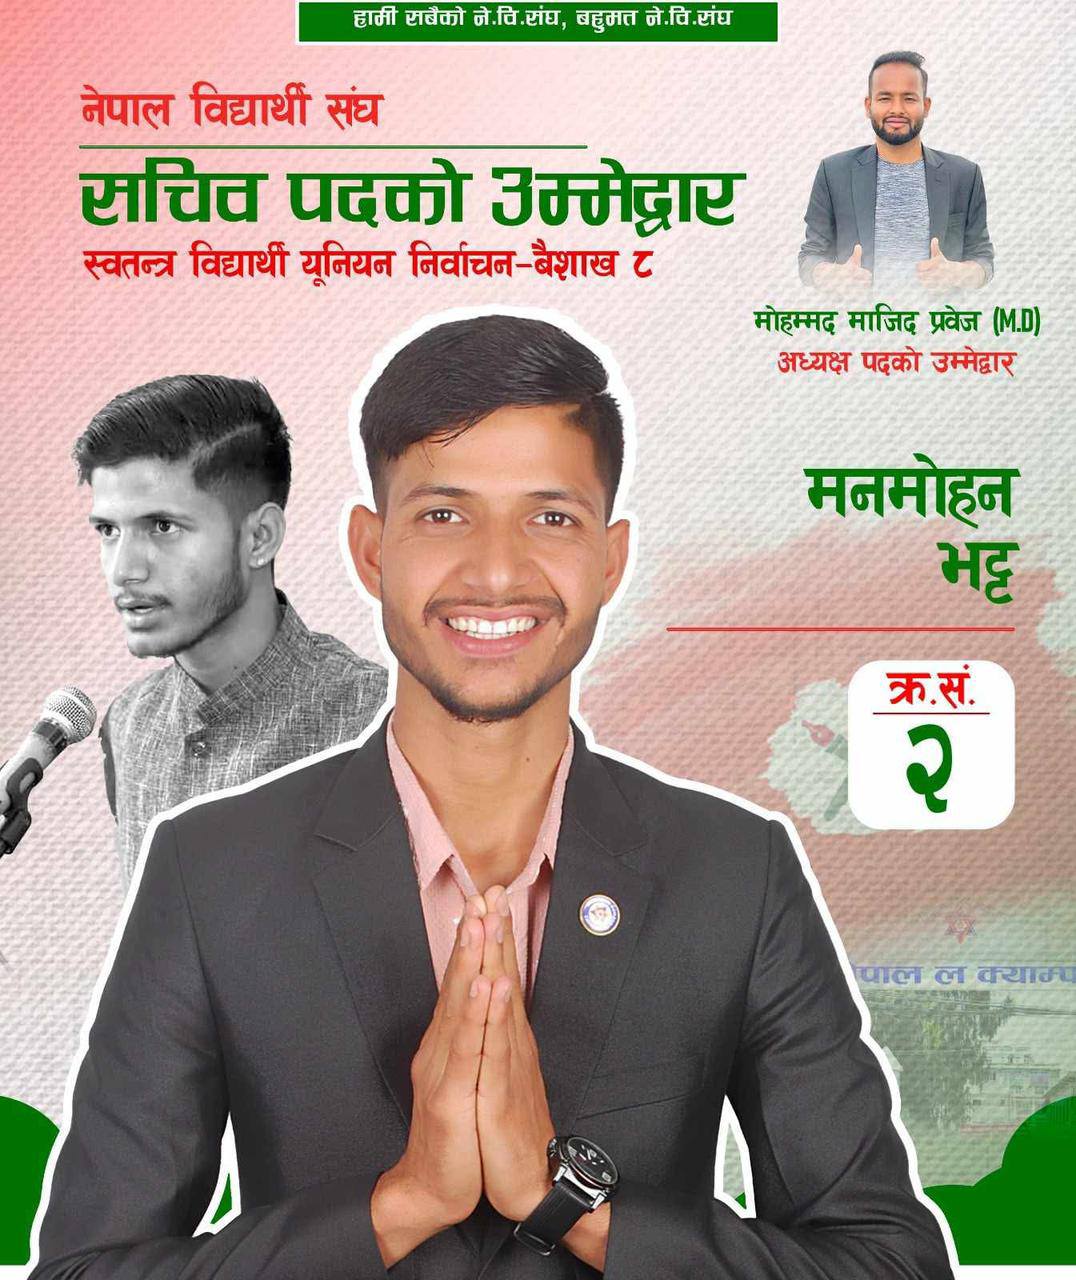 हामी सबैको ने.वि.संघ, बहुमत ने.वि.संघ
नेपाल विद्यार्थी संघ
सचिव पदको उम्मेद्वार
स्वतन्त्र विद्यार्थी यूनियन निर्वाचन-बैशाख ८
मोहम्मद माजिद प्रवेज (M.D)
अध्यक्ष पदको उम्मेद्वार
मनमोहन
भट्ट
क्र.सं.
२
ल क्याम्प